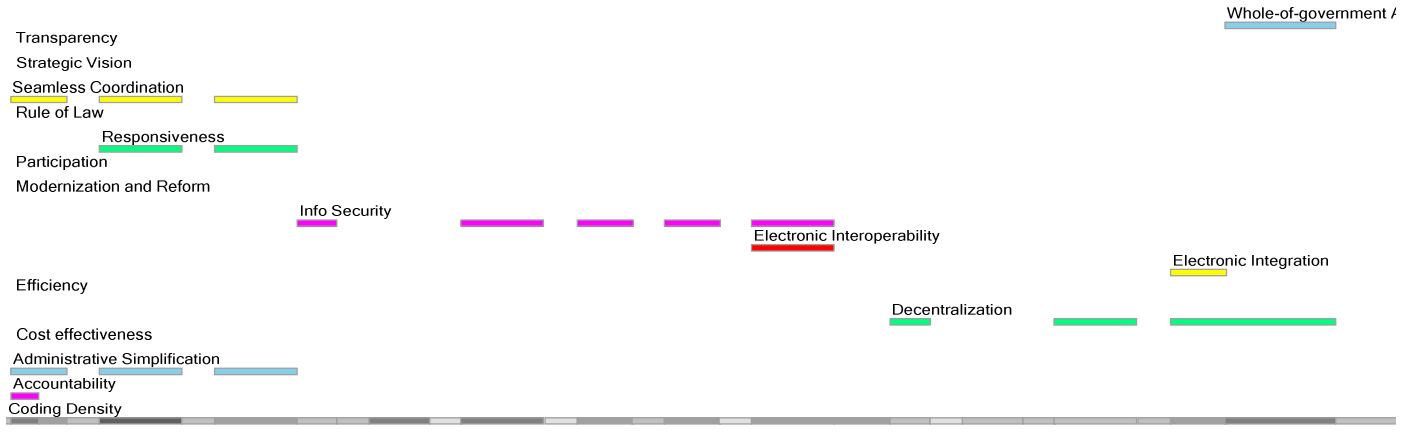 Whole-of-government
Transparency
Strategic Vision
Seamless Coordination
Rule of Law
Responsiveness
Participation
Modernization and Reform
Info Security
Electronic Interoperability
Electronic Integration
Efficiency
Decentralization
Cost effectiveness
Administrative Simplification
Accountability
Coding Density